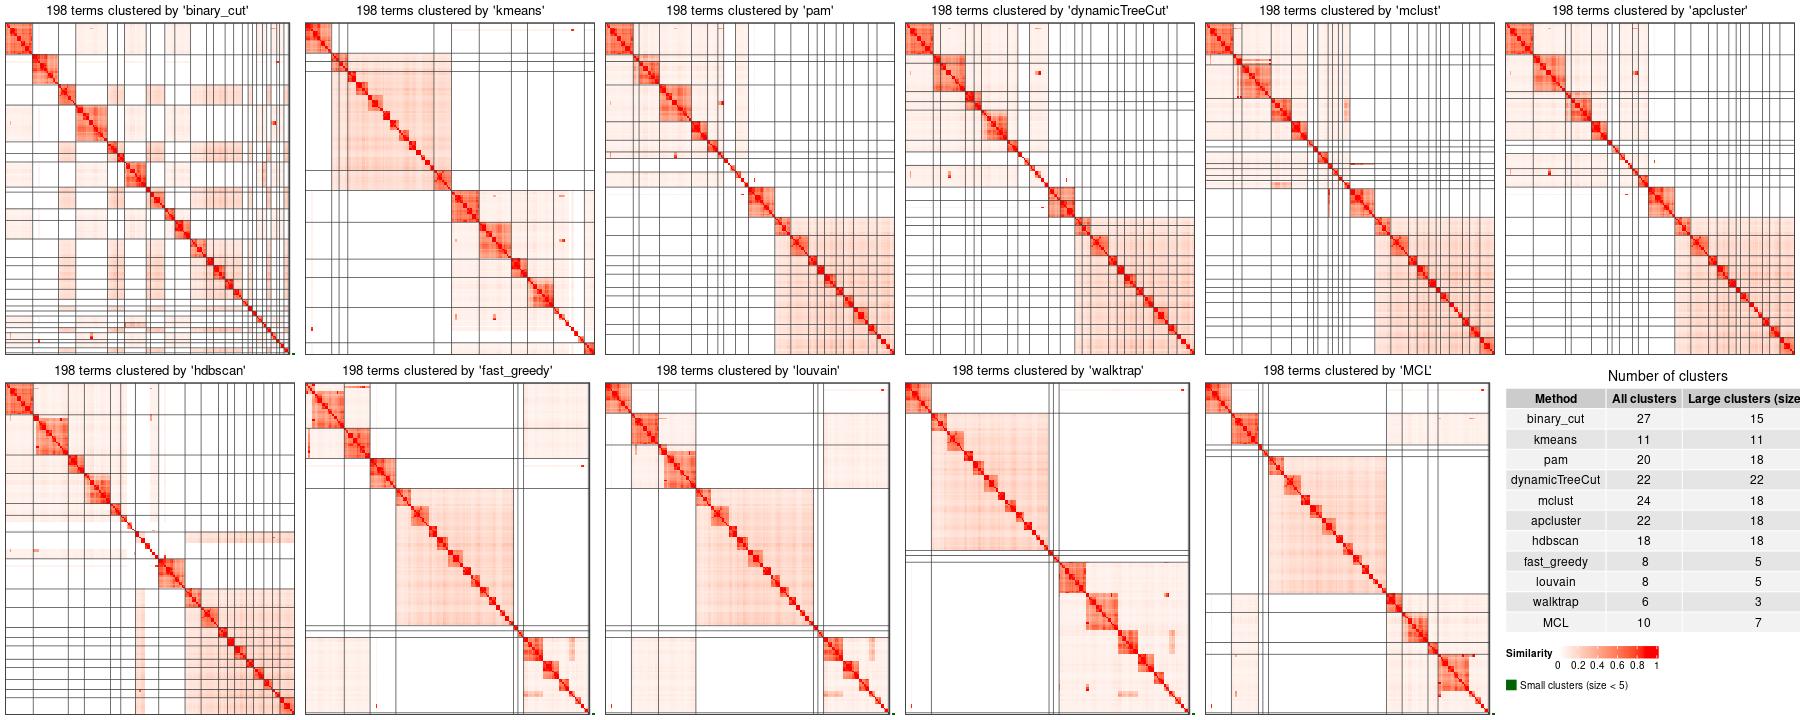 198 terms clustered by 'binary_cut'
198 terms clustered by 'kmeans'
198 terms clustered by 'pam'
198 terms clustered by 'dynamicTreeCut'
198 terms clustered by 'mclust'
198 terms clustered by 'apcluster'
198 terms clustered by 'hdbscan'
198 terms clustered by 'fast_greedy'
198 terms clustered by 'louvain'
198 terms clustered by 'walktrap'
198 terms clustered by 'MCL'
Number of clusters
Method All clusters Large clusters (size
binary_cut 27 15
kmeans 11 11
pam 20 18
dynamicTreeCut 22 22
mclust 24 18
apcluster 22 18
hdbscan 18 18
fast_greedy 8 5
louvain 8 5
walktrap 6 3
MCL 10 7
Similarity
0 0.2 0.4 0.6 0.8 1
Small clusters (size < 5)